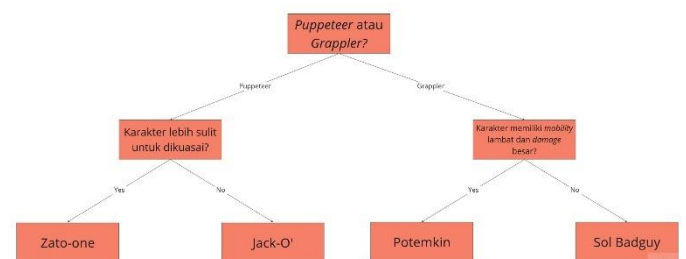 Puppeteer atau
Grappler?
Puppeteer
Grappler
Karakter lebih sulit
untuk dikuasai?
Karakter memiliki mobility
lambat dan damage
besar?
Yes
No
Yes
No
Zato-one
Jack-O'
Potemkin
Sol Badguy